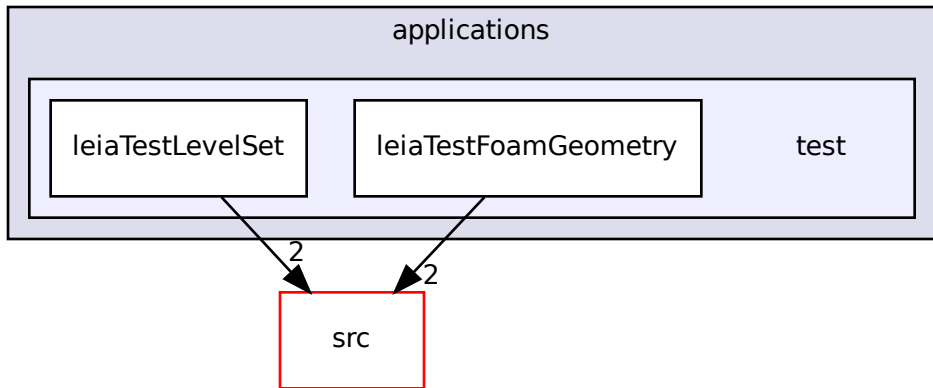 applications
leiaTestLevelSet
leiaTestFoamGeometry
test
2
2
src